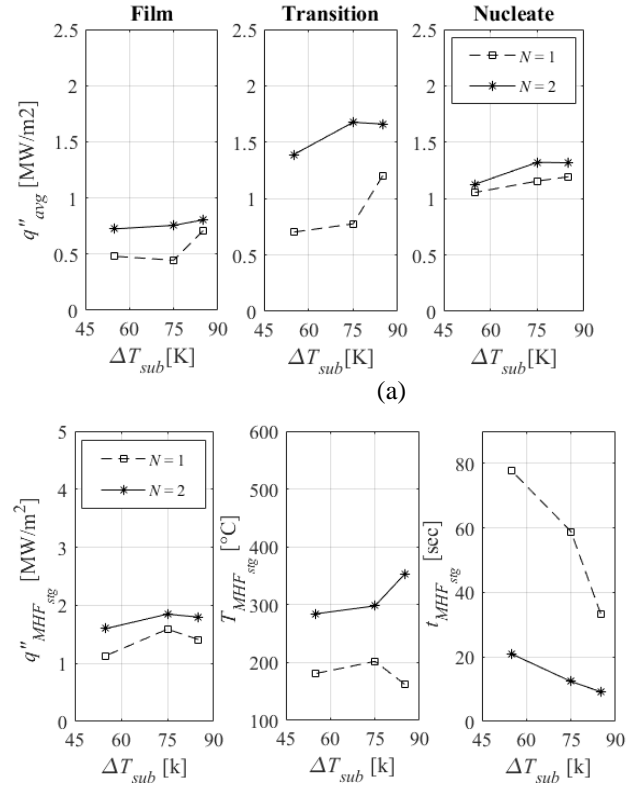 Film Transition Nucleate
2.5 2.5 2.5
N = 1
N = 2
2 2 2
1.5 1.5 1.5
1 1 1
0.5 0.5 0.5
0 0 0
q"avg [MW/m2]
45 60 75 90 45 60 75 90 45 60 75 90
ΔTsub[K] ΔTsub[K] ΔTsub[K]
(a)
5 600
N = 1
N = 2
4 500 80
3 400 60
2 300 40
1 200 20
0 100 0
q"MHFstg [MW/m²]
TMHFstg [°C]
tMHFstg [sec]
45 60 75 90 45 60 75 90 45 60 75 90
ΔTsub [k] ΔTsub [k] ΔTsub [k]